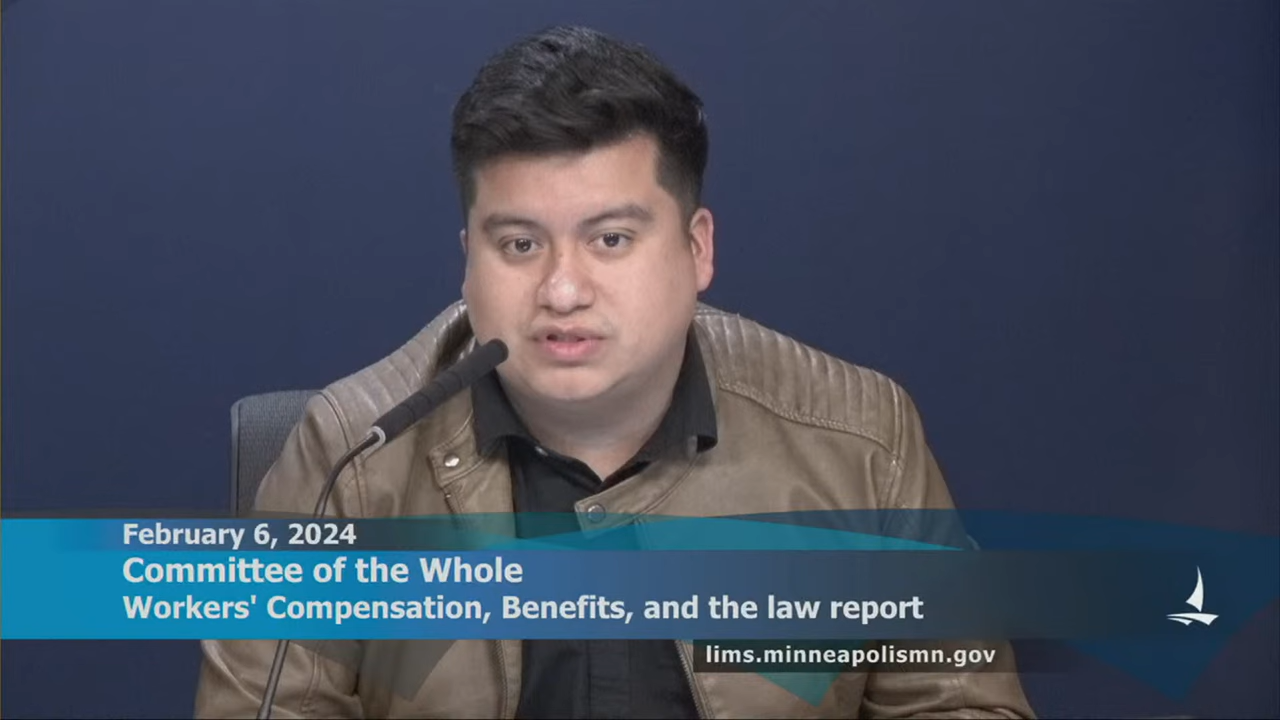 February 6, 2024
Committee of the Whole
Workers' Compensation, Benefits, and the law report
lims.minneapolismn.gov